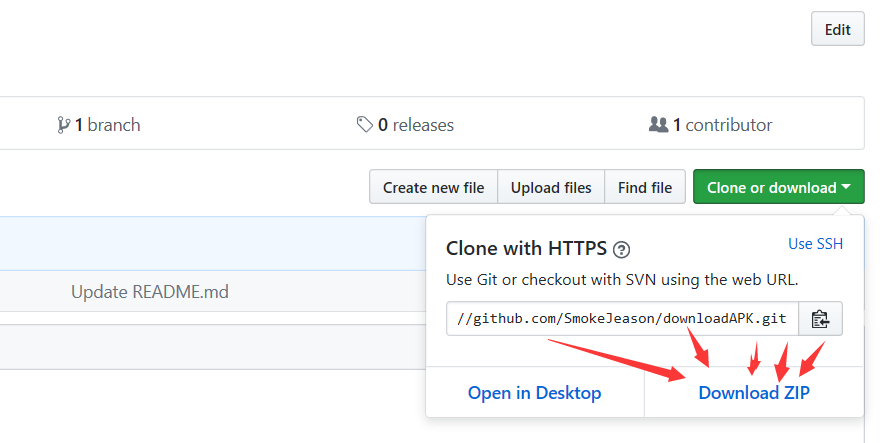 Edit
1 branch
0 releases
1 contributor
Create new file
Upload files
Find file
Clone or download
Clone with HTTPS ?
Use SSH
Use Git or checkout with SVN using the web URL.
Update README.md
//github.com/SmokeJeason/downloadAPK.git
Open in Desktop
Download ZIP